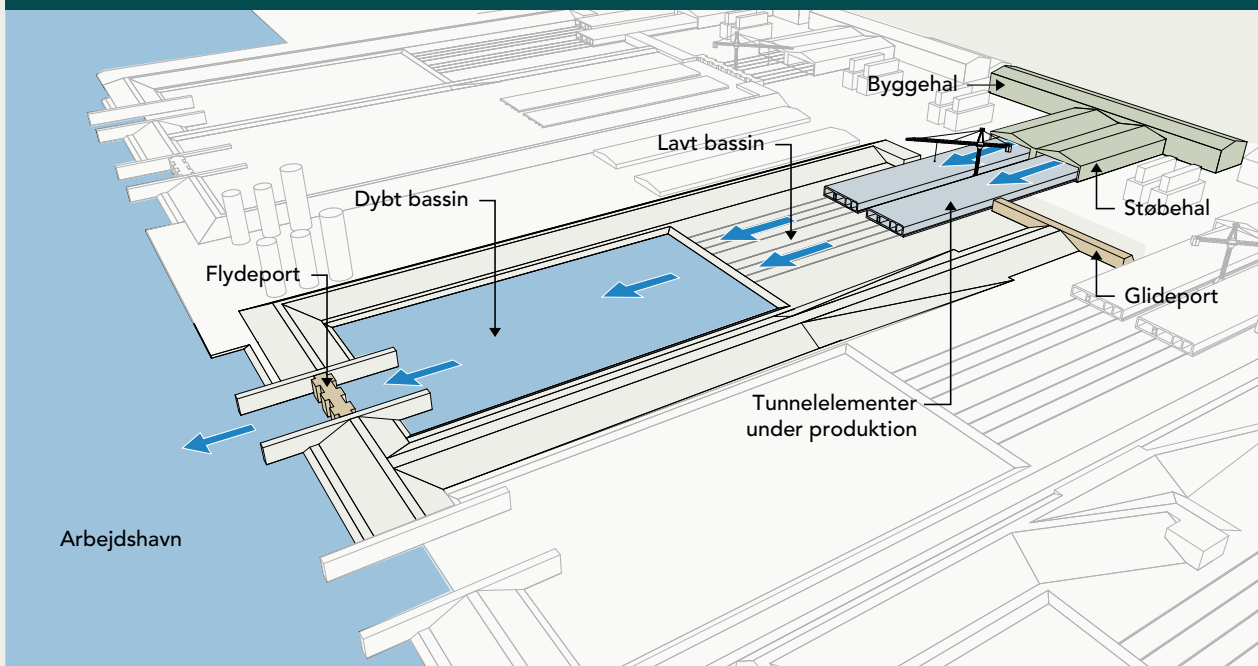 Byggehal
Lavt bassin
Dybt bassin
Støbehal
Flydeport
Glideport
Tunnelelementer
under produktion
Arbejdshavn